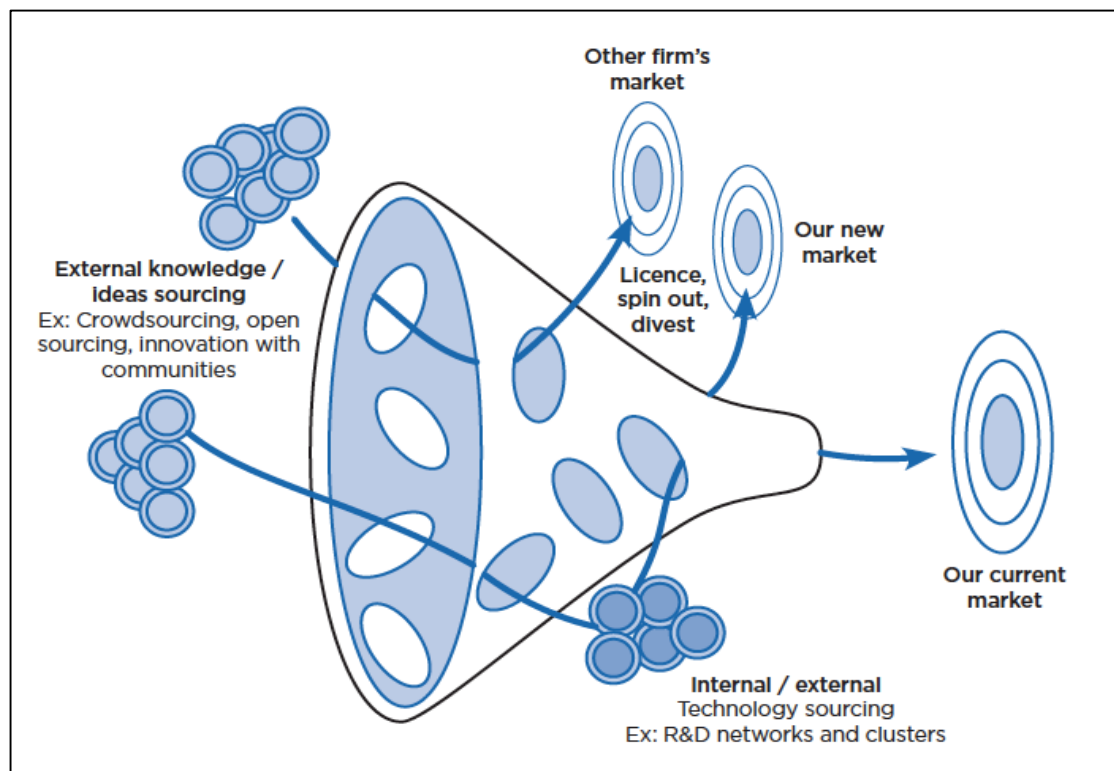 Other firm's
market
Our new
market
Licence,
spin out,
divest
External knowledge /
ideas sourcing
Ex: Crowdsourcing, open
sourcing, innovation with
communities
Our current
market
Internal / external
Technology sourcing
Ex: R&D networks and clusters